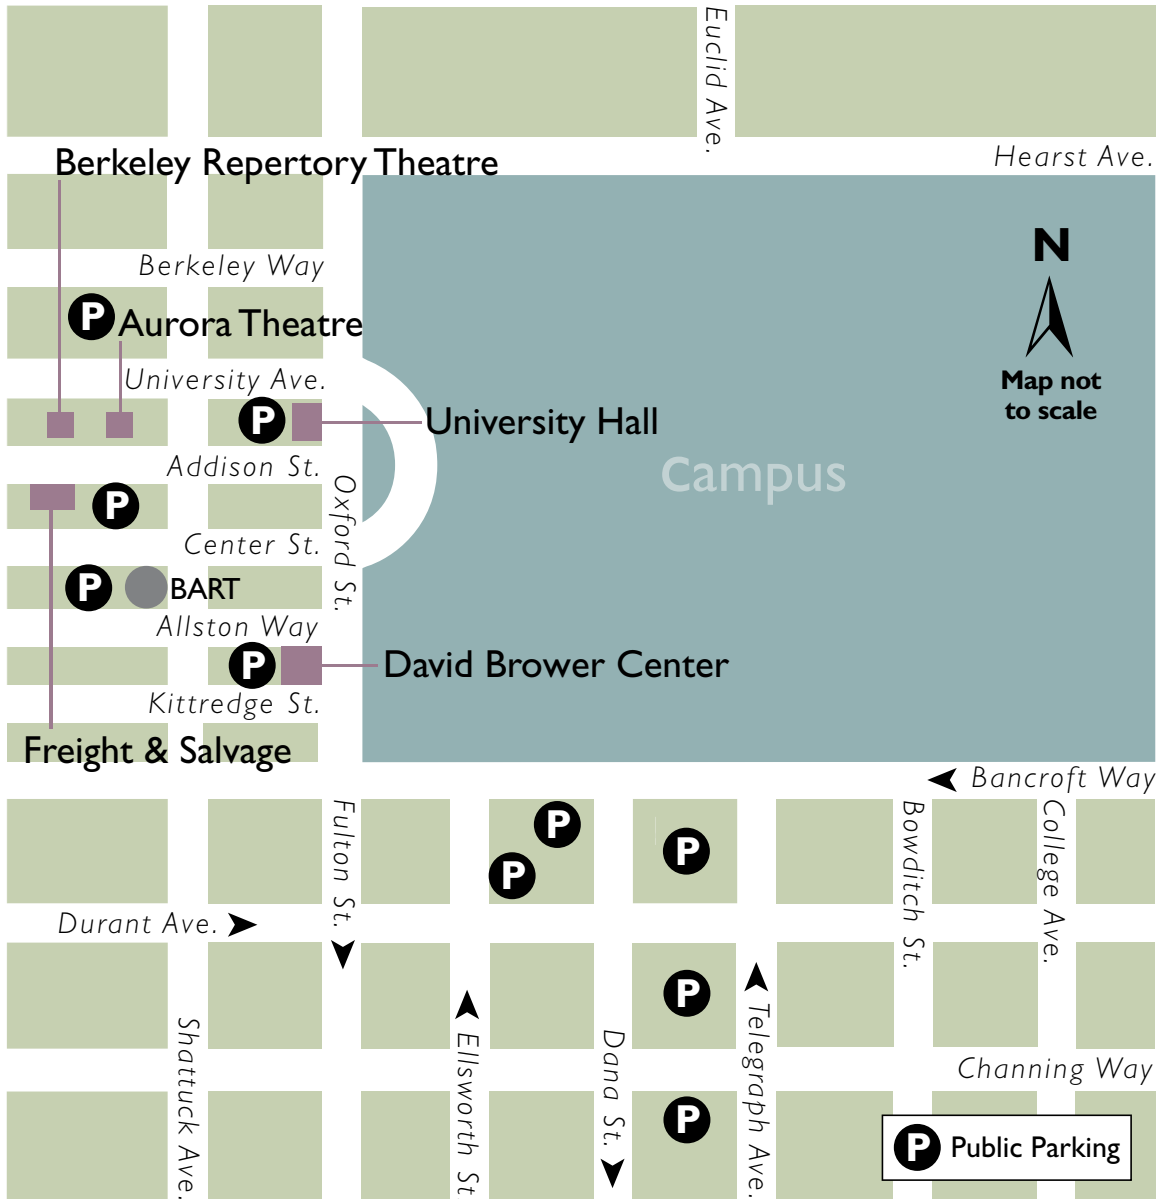 Euclid Ave.
Hearst Ave.
Berkeley Repertory Theatre
N
Berkeley Way
P
Aurora Theatre
Map not
to scale
University Ave.
P
University Hall
Addison St.
Campus
Oxford St.
P
Center St.
P
BART
Allston Way
P
David Brower Center
Kittredge St.
Freight & Salvage
Bancroft Way
Fulton St.
P
P
P
Bowditch St.
College Ave.
Durant Ave.
P
Shattuck Ave.
Ellsworth St
Dana St.
Telegraph Ave.
Channing Way
P
P Public Parking